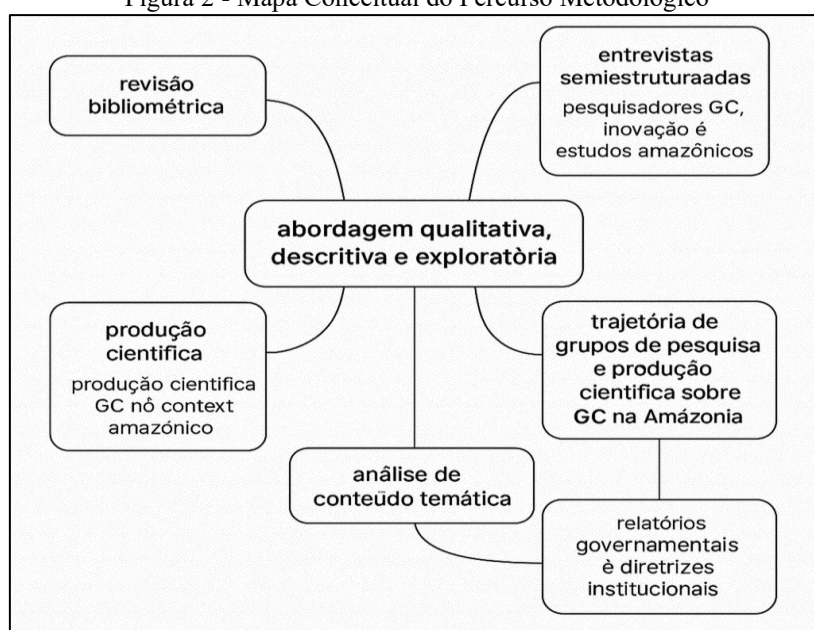 Figura 2 - Mapa Conceitual do Percurso Metodológico
revisão
bibliométrica
entrevistas
semiestruturaadas
pesquisadores GC,
inovação é
estudos amazônicos
abordagem qualitativa,
descritiva e exploratòria
produção
cientifica
produção cientifica
GC nô context
amazónico
trajetória de
grupos de pesquisa
e produção
cientifica sobre
GC na Amázonia
anâlise de
conteūdo temática
relatórios
governamentais
è diretrizes
institucionais